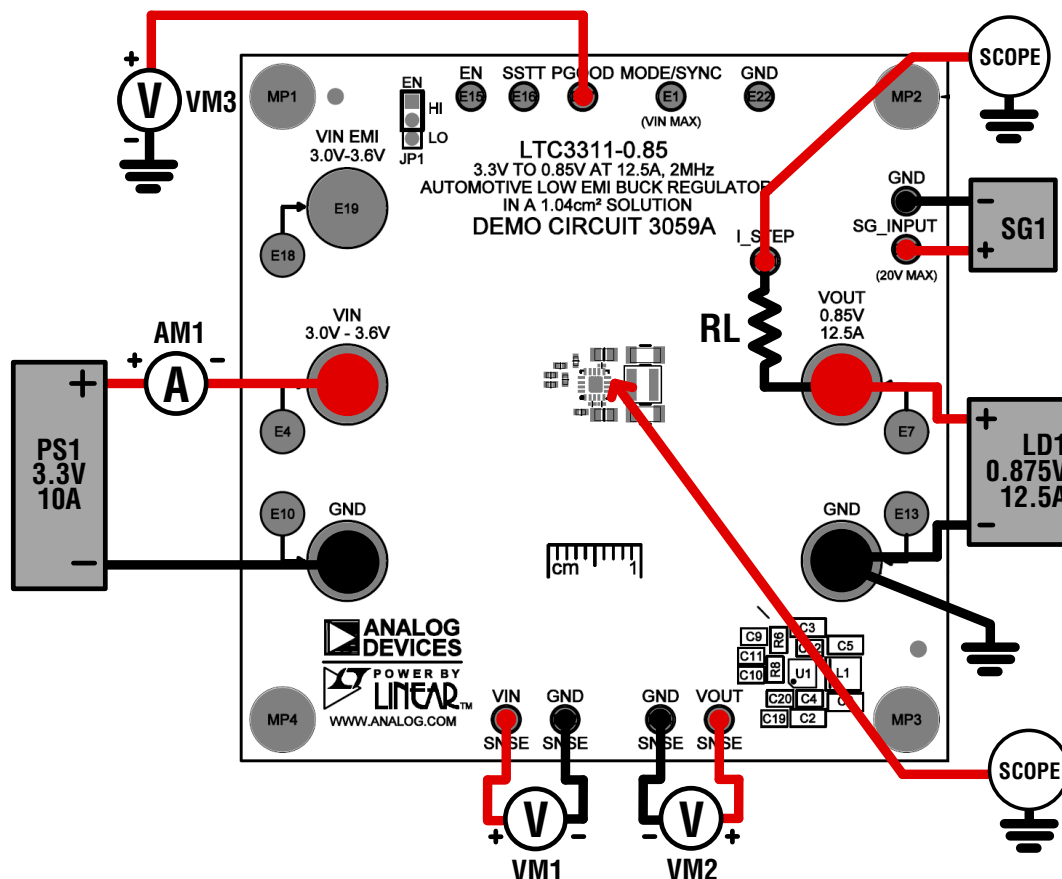 SCOPE
+
V
VM3
–
MP1
EN
HI
LO
JP1
EN
SSTT
PGOOD
MODE/SYNC
GND
E15
E16
E1
E22
(VIN MAX)
MP2
VIN EMI
3.0V-3.6V
E19
E18
LTC3311-0.85
3.3V TO 0.85V AT 12.5A, 2MHz
AUTOMOTIVE LOW EMI BUCK REGULATOR
IN A 1.04cm² SOLUTION
DEMO CIRCUIT 3059A
GND
–
SG1
SG_INPUT
+
(20V MAX)
I_STEP
RL
VIN
3.0V - 3.6V
VOUT
0.85V
12.5A
AM1
+
–
A
+
PS1
3.3V
10A
–
E4
E10
GND
E7
E13
GND
+
LD1
0.875V
12.5A
–
cm
1
ANALOG
DEVICES
POWER BY
LINEAR™
WWW.ANALOG.COM
C9
R6
C3
C5
C11
C10
R8
U1
L1
C20
C4
C19
C2
MP4
MP3
VIN
GND
GND
VOUT
SNSE
SNSE
SNSE
SNSE
+
V
–
VM1
–
V
+
VM2
SCOPE